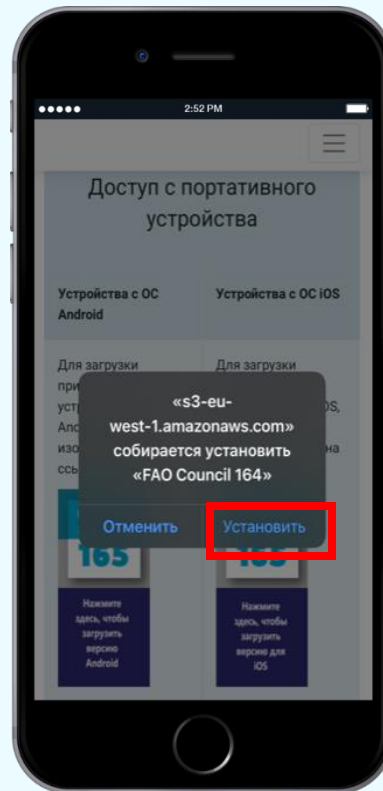 2:52 PM
Доступ с портативного
устройства
Устройства с ОС
Android
Устройства с ОС iOS
Для загрузки
Для загрузки
«s3-eu-
west-1.amazonaws.com»
собирается установить
«FAO Council 164»
Отменить
Установить
165
Нажмите
здесь, чтобы
загрузить
версию
Android
Нажмите
здесь, чтобы
загрузить
версию для
iOS